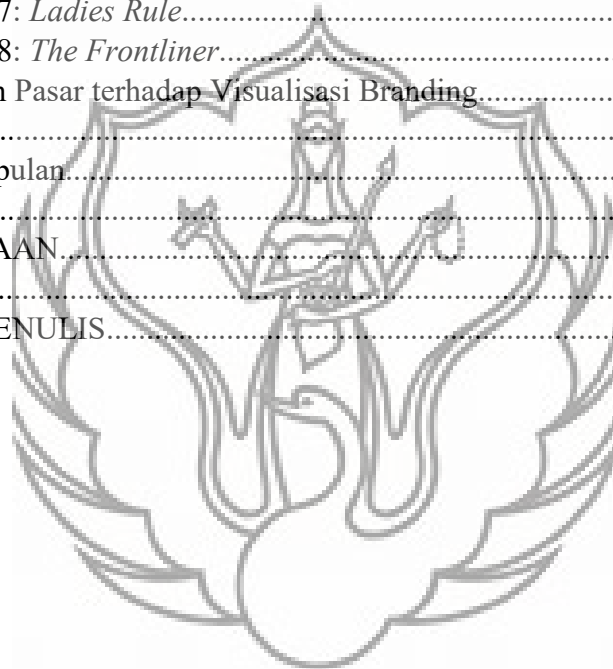 7: Ladies Rule..............................................
8: The Frontliner..............................................
n Pasar terhadap Visualisasi Branding....................
..............................................................................
pulan..............................................................................
..............................................................................
AAN..............................................................................
..............................................................................
ENULIS..............................................................................